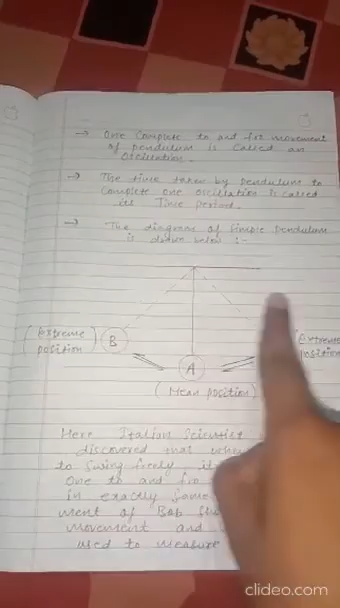 → One Complete to and for movement
of pendulum is called an
Oscillation.
→ The time taken by pendulum to
Complete one oscillation is called
its Time period.
→ The diagram of Simple Pendulum
is drawn below :-
(Extreme position)
B
A
(Mean position)
Extreme
position)
Here Italian Scientist
discovered that when
to Swing freely, it
One to and fro
in exactly Same
ment of Bob
movement and
used to measure
clideo.com